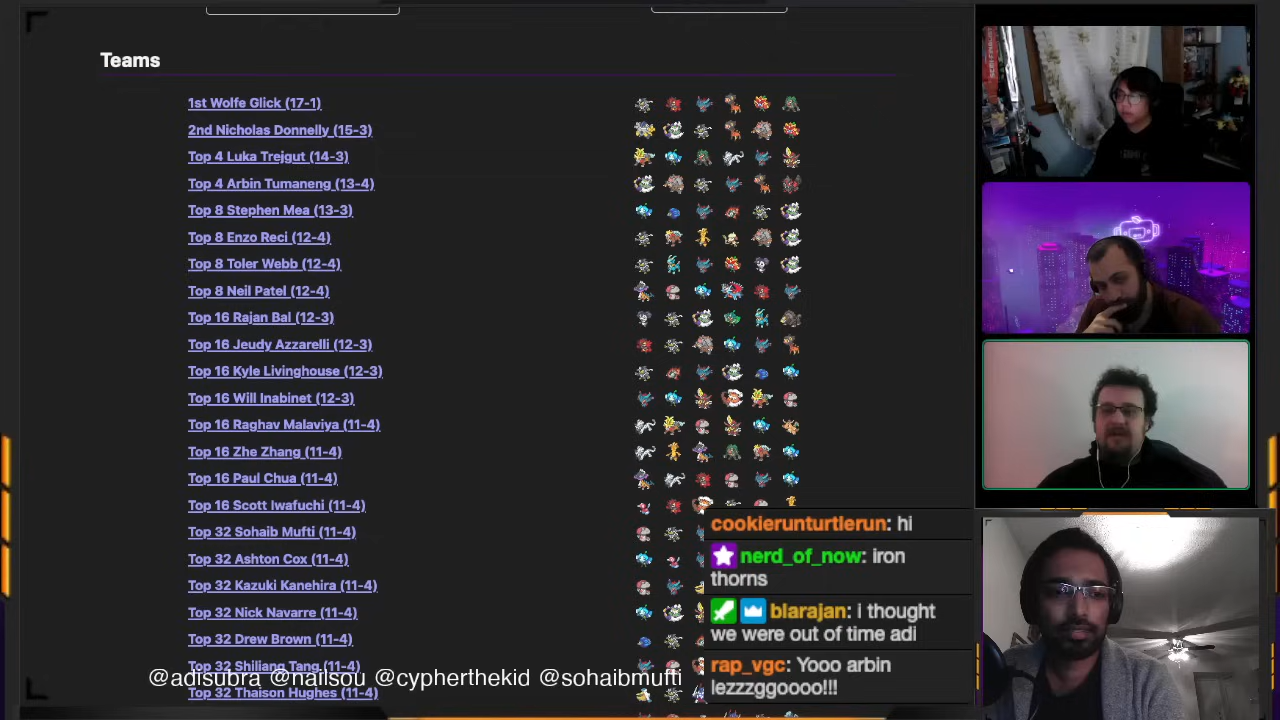 Teams
1st Wolfe Glick (17-1)
2nd Nicholas Donnelly (15-3)
Top 4 Luka Trejgut (14-3)
Top 4 Arbin Tumaneng (13-4)
Top 8 Stephen Mea (13-3)
Top 8 Enzo Reci (12-4)
Top 8 Toler Webb (12-4)
Top 8 Neil Patel (12-4)
Top 16 Rajan Bal (12-3)
Top 16 Jeudy Azzarelli (12-3)
Top 16 Kyle Livinghouse (12-3)
Top 16 Will Inabinet (12-3)
Top 16 Raghav Malaviya (11-4)
Top 16 Zhe Zhang (11-4)
Top 16 Paul Chua (11-4)
Top 16 Scott Iwafuchi (11-4)
Top 32 Sohaib Mufti (11-4)
Top 32 Ashton Cox (11-4)
Top 32 Kazuki Kanehira (11-4)
Top 32 Nick Navarre (11-4)
Top 32 Drew Brown (11-4)
Top 32 Shiliang Tang (11-4)
Top 32 Thaison Hughes (11-4)
@adisubra @nailsou @cypherthekid @sohaibmufti
cookierunturtlerun: hi
nerd_of_now: iron
thorns
blarajan: i thought
we were out of time adi
rap_vgc: Yooo arbin
lezzzggoooo!!!